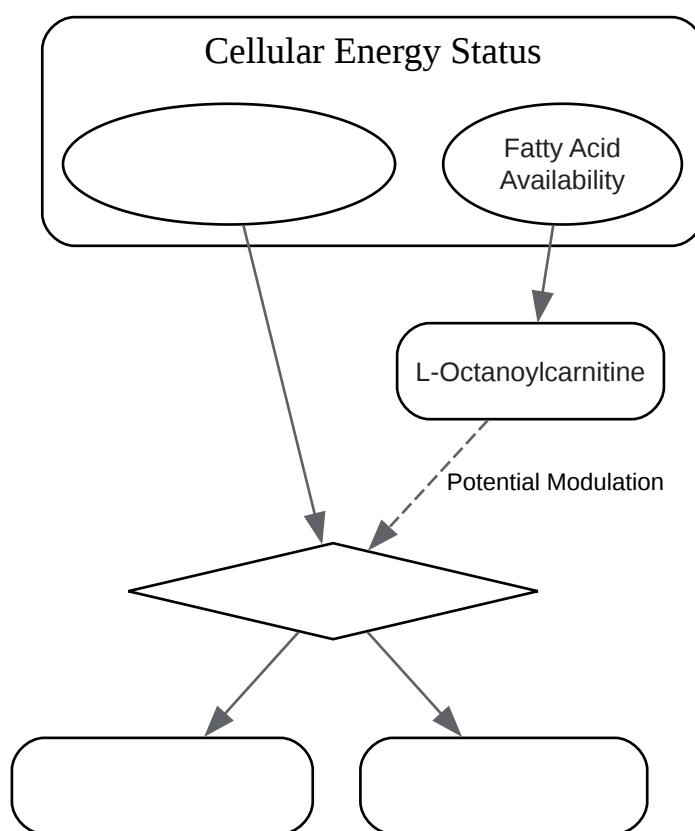 Cellular Energy Status
Fatty Acid
Availability
L-Octanoylcarnitine
Potential Modulation